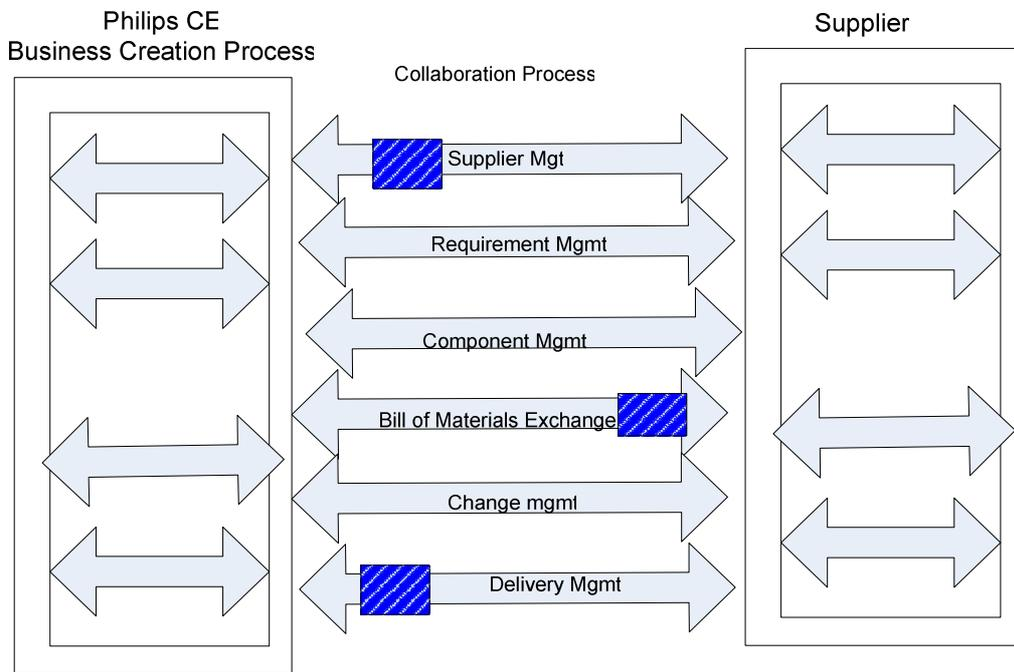 Philips CE
Business Creation Process
Supplier
Collaboration Process
Supplier Mgt
Requirement Mgmt
Component Mgmt
Bill of Materials Exchange
Change mgmt
Delivery Mgmt